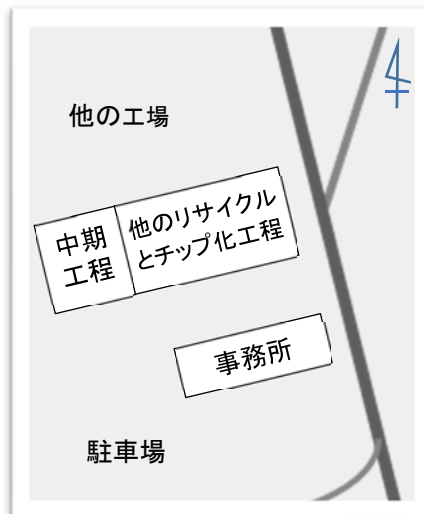 他の工場
中期
工程
他のリサイクル
とチップ化工程
事務所
駐車場